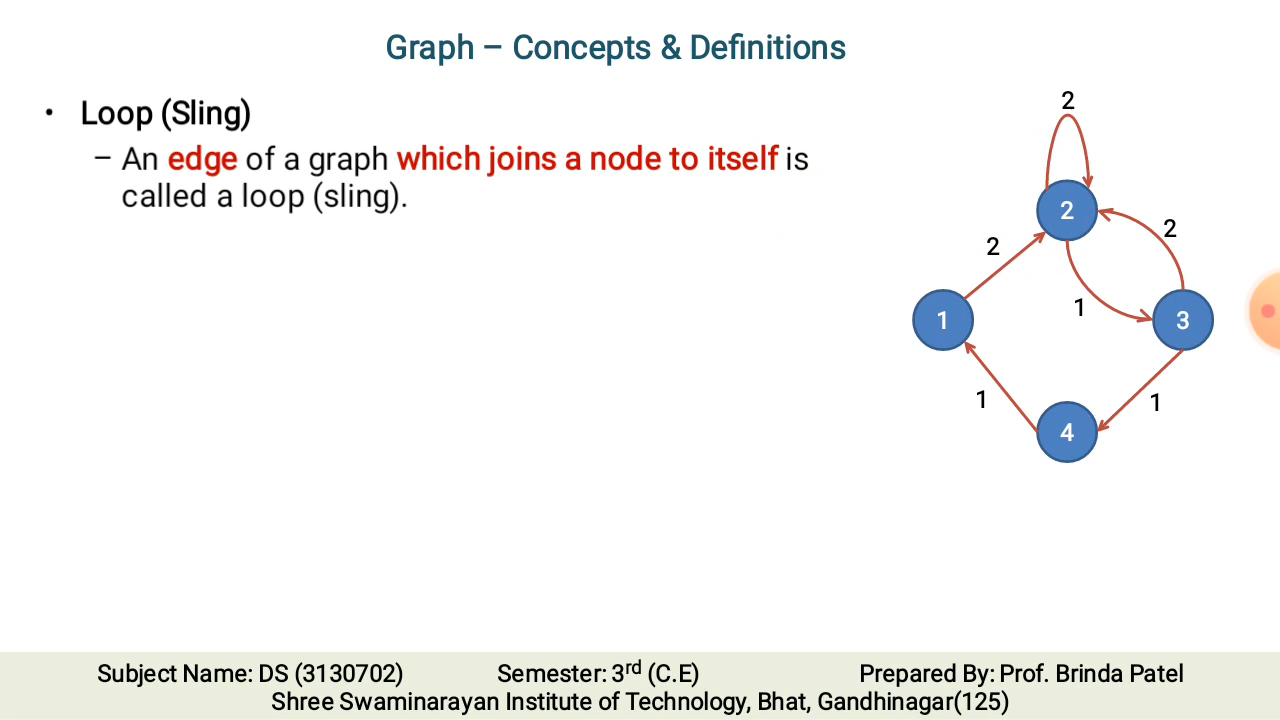 Graph – Concepts & Definitions
• Loop (Sling)
– An edge of a graph which joins a node to itself is
called a loop (sling).
2
2
2
2
1
1
3
1
1
4
Subject Name: DS (3130702) Semester: 3rd (C.E) Prepared By: Prof. Brinda Patel
Shree Swaminarayan Institute of Technology, Bhat, Gandhinagar(125)